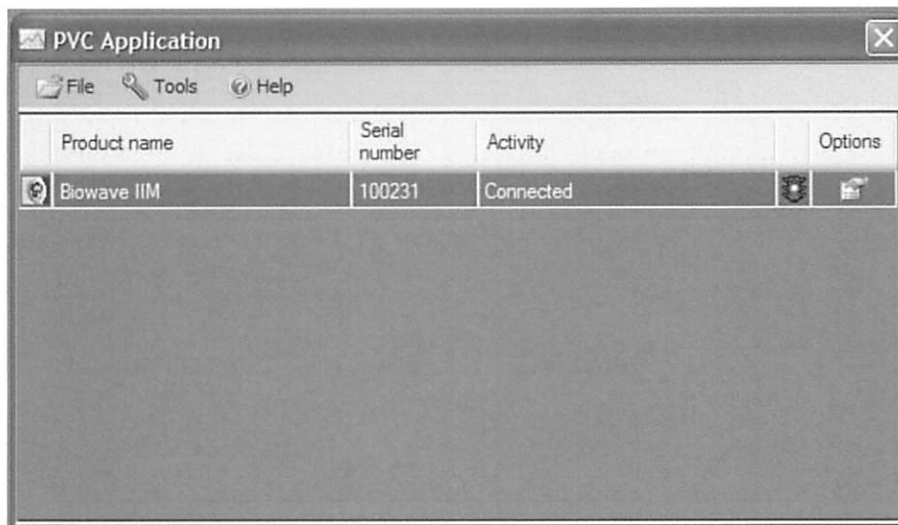 PVC Application
File Tools Help
Product name Serial number Activity Options
Biowave IIM 100231 Connected